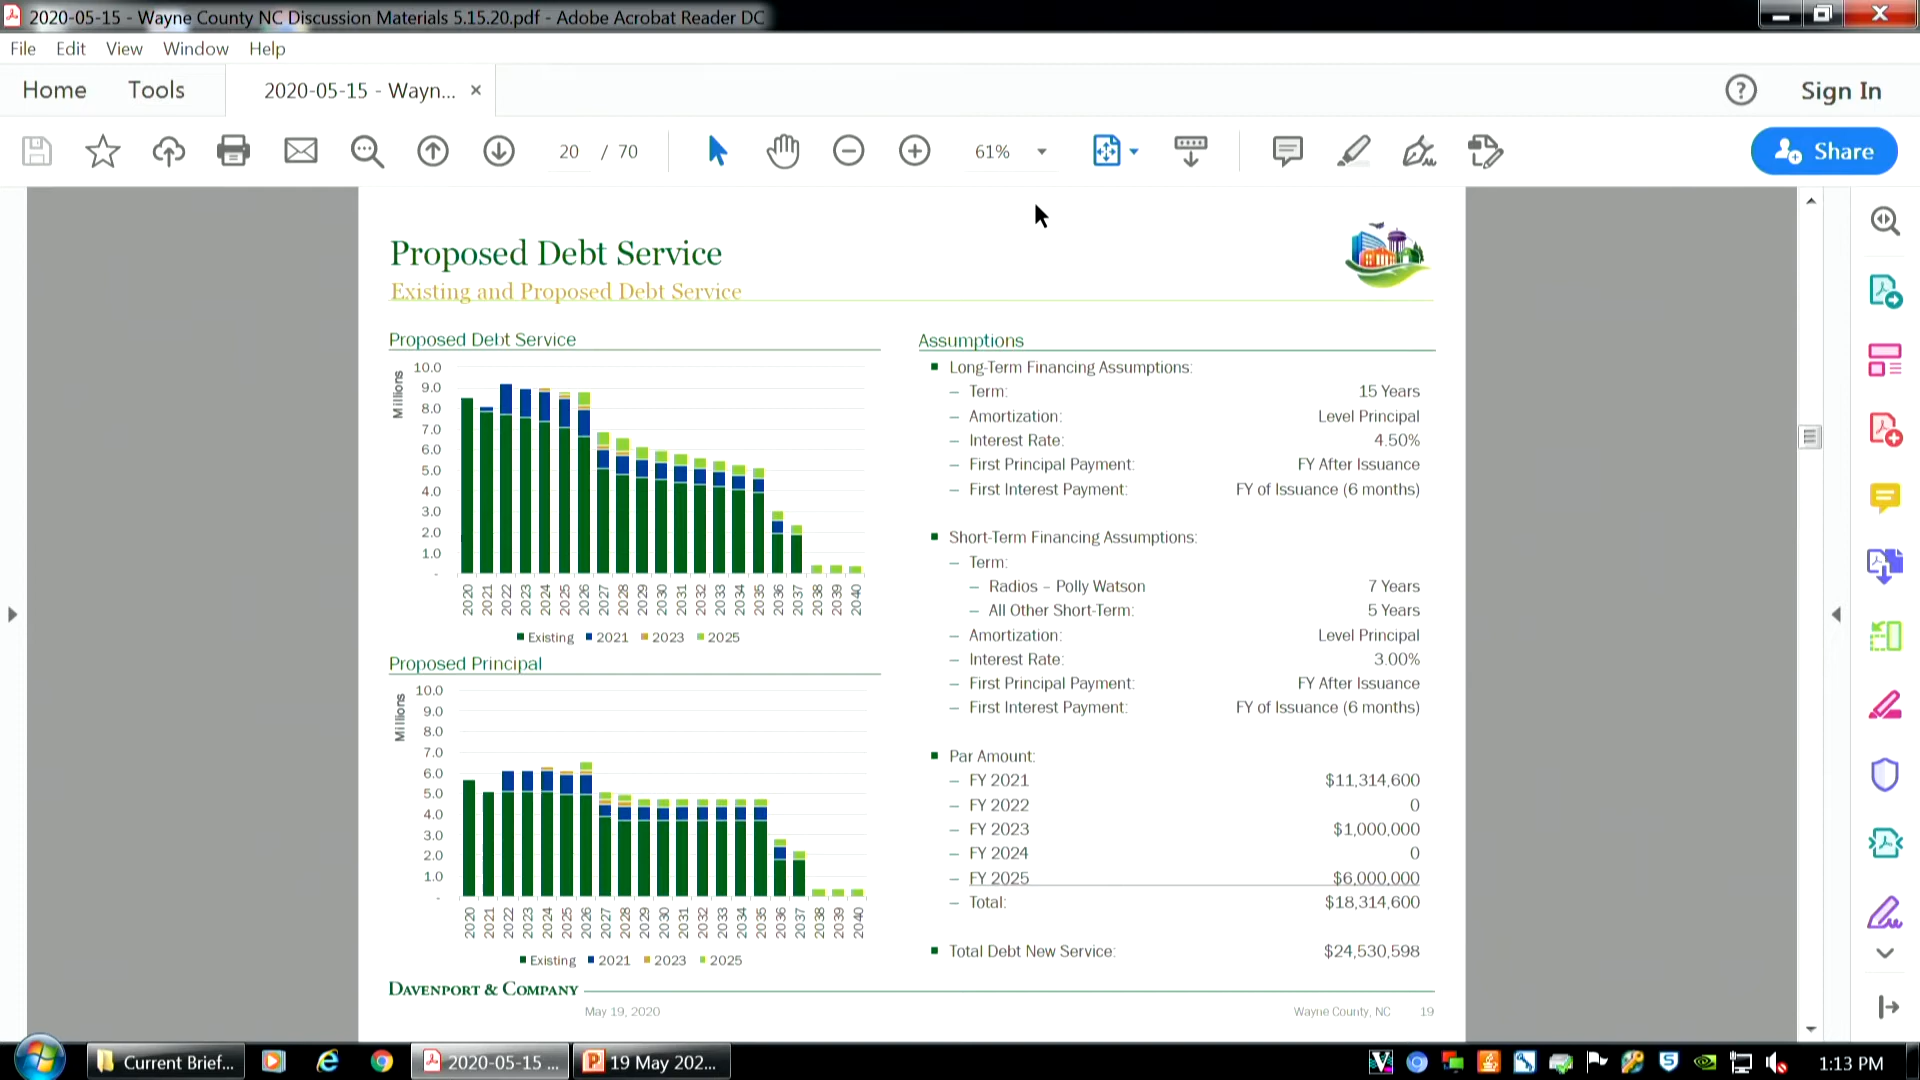 2020-05-15 - Wayne County NC Discussion Materials 5.15.20.pdf - Adobe Acrobat Reader DC
File Edit View Window Help
Home Tools 2020-05-15 - Wayn... × ? Sign In
20 / 70 61% Share
Proposed Debt Service
Existing and Proposed Debt Service
Proposed Debt Service
Millions
10.0
9.0
8.0
7.0
6.0
5.0
4.0
3.0
2.0
1.0
-
2020 2021 2022 2023 2024 2025 2026 2027 2028 2029 2030 2031 2032 2033 2034 2035 2036 2037 2038 2039 2040
Existing 2021 2023 2025
Proposed Principal
Millions
10.0
9.0
8.0
7.0
6.0
5.0
4.0
3.0
2.0
1.0
-
2020 2021 2022 2023 2024 2025 2026 2027 2028 2029 2030 2031 2032 2033 2034 2035 2036 2037 2038 2039 2040
Existing 2021 2023 2025
Assumptions
Long-Term Financing Assumptions:
– Term: 15 Years
– Amortization: Level Principal
– Interest Rate: 4.50%
– First Principal Payment: FY After Issuance
– First Interest Payment: FY of Issuance (6 months)
Short-Term Financing Assumptions:
– Term:
– Radios – Polly Watson 7 Years
– All Other Short-Term: 5 Years
– Amortization: Level Principal
– Interest Rate: 3.00%
– First Principal Payment: FY After Issuance
– First Interest Payment: FY of Issuance (6 months)
Par Amount:
– FY 2021 $11,314,600
– FY 2022 0
– FY 2023 $1,000,000
– FY 2024 0
– FY 2025 $6,000,000
– Total: $18,314,600
Total Debt New Service: $24,530,598
DAVENPORT & COMPANY
May 19, 2020 Wayne County, NC 19
Current Brief... 2020-05-15 ... 19 May 202... 1:13 PM